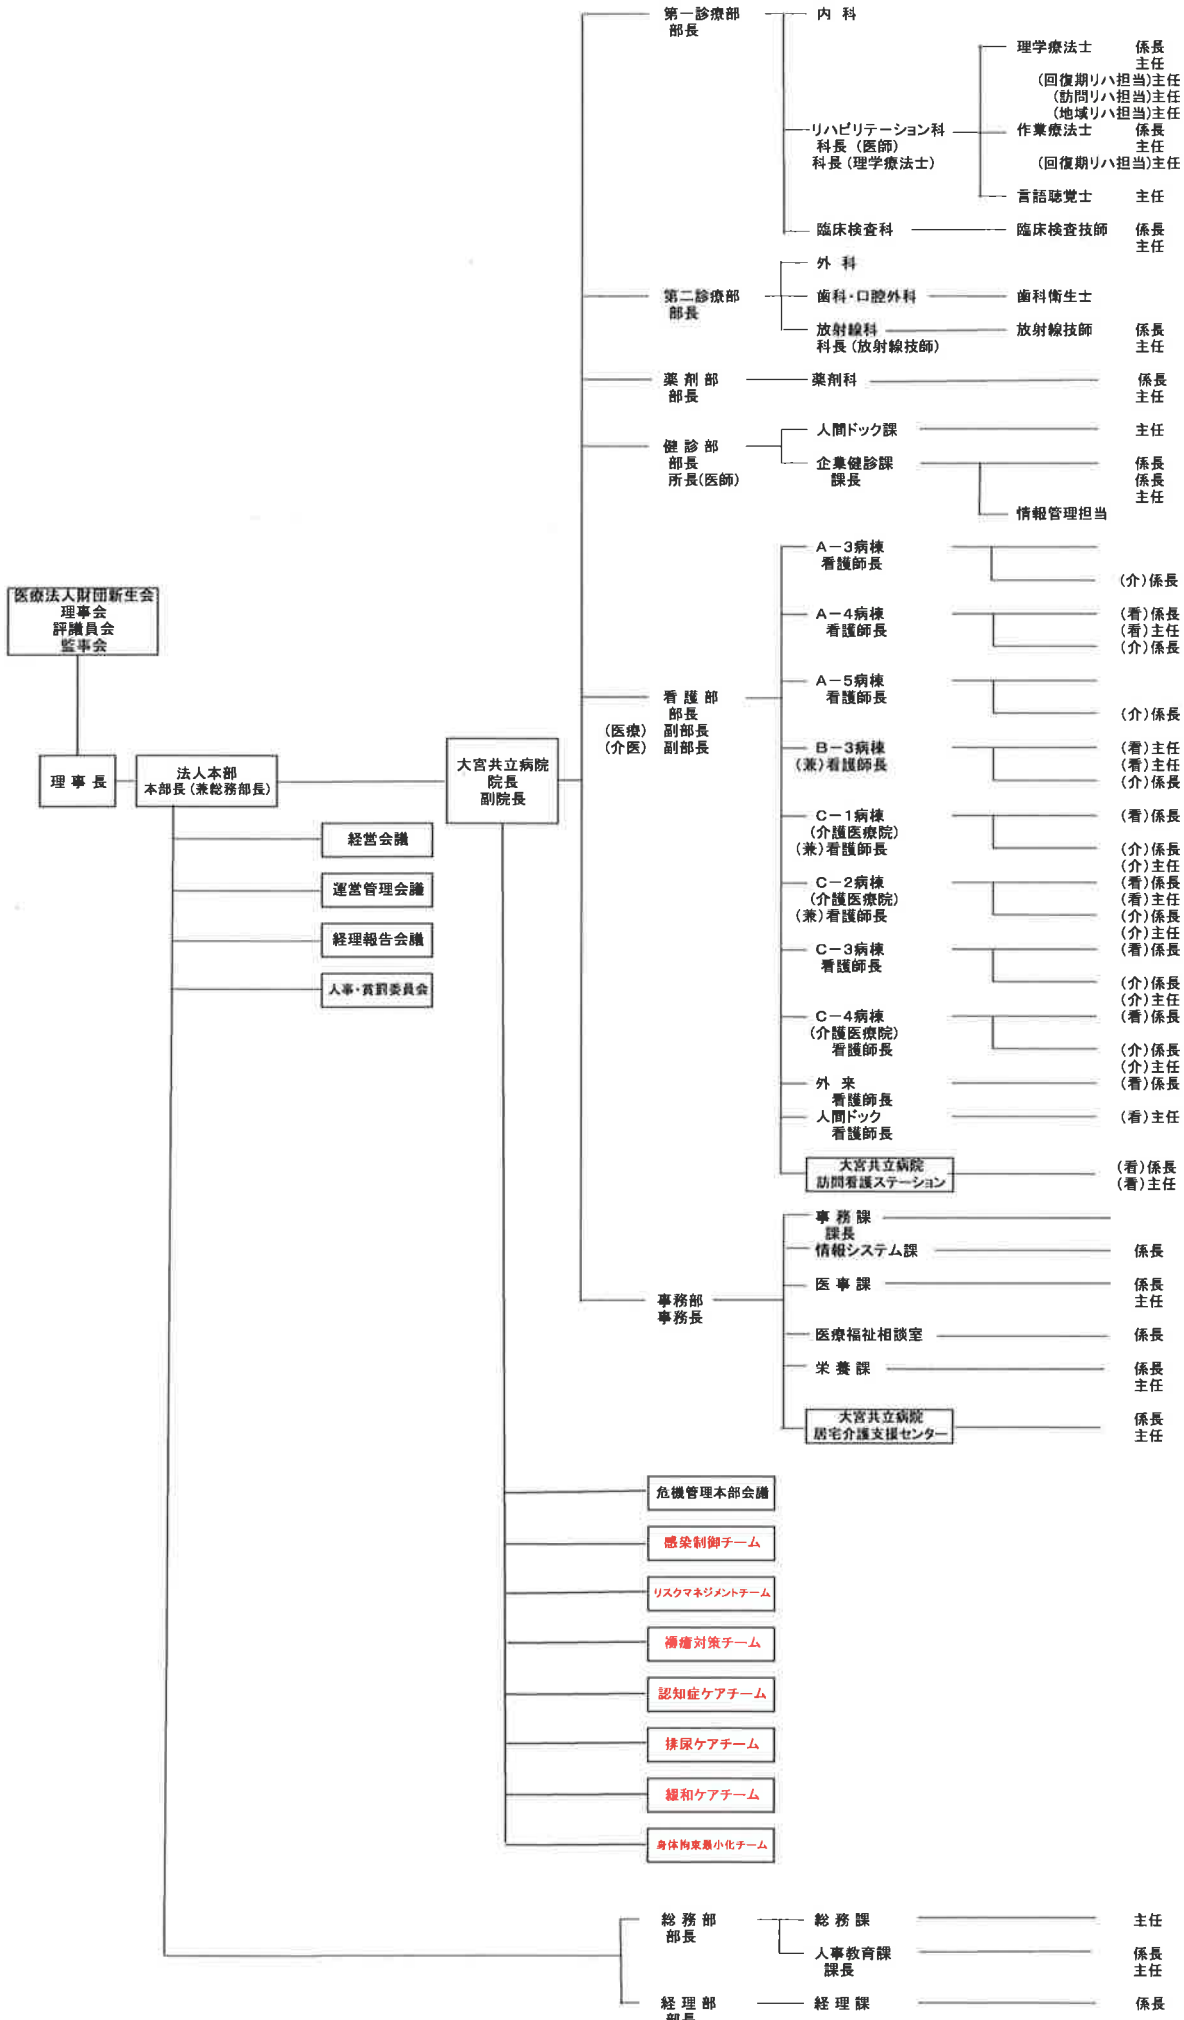 第一診療部
部長
内 科
理学療法士 係長
主任
(回復期リハ担当)主任
(訪問リハ担当)主任
(地域リハ担当)主任
リハビリテーション科
科長 (医師)
科長 (理学療法士)
作業療法士 係長
主任
(回復期リハ担当)主任
言語聴覚士 主任
臨床検査科 臨床検査技師 係長
主任
第二診療部
部長
外 科
歯科・口腔外科 歯科衛生士
放射線科 放射線技師 係長
科長 (放射線技師) 主任
薬 剤 部 薬剤科 係長
部長 主任
健 診 部
部長
所長(医師)
人間ドック課 主任
企業健診課 係長
課長 係長
主任
情報管理担当
医療法人財団新生会
理事会
評議員会
監事会
理 事 長
法人本部
本部長 (兼総務部長)
経営会議
運営管理会議
経理報告会議
人事・賞罰委員会
大宮共立病院
院長
副院長
看 護 部
部長
(医療) 副部長
(介医) 副部長
A-3病棟
看護師長
(介)係長
A-4病棟 (看)係長
看護師長 (看)主任
(介)係長
A-5病棟
看護師長
(介)係長
B-3病棟 (看)主任
(兼)看護師長 (看)主任
(介)係長
C-1病棟 (看)係長
(介護医療院)
(兼)看護師長 (介)係長
(介)主任
C-2病棟 (看)係長
(介護医療院) (看)主任
(兼)看護師長 (介)係長
(介)主任
C-3病棟 (看)係長
看護師長
(介)係長
(介)主任
C-4病棟 (看)係長
(介護医療院)
看護師長 (介)係長
(介)主任
外 来 (看)係長
看護師長
人間ドック (看)主任
看護師長
大宮共立病院 (看)係長
訪問看護ステーション (看)主任
事務部
事務長
事 務 課
課長
情報システム課 係長
医 事 課 係長
主任
医療福祉相談室 係長
栄 養 課 係長
主任
大宮共立病院 係長
居宅介護支援センター 主任
危機管理本部会議
感染制御チーム
リスクマネジメントチーム
褥瘡対策チーム
認知症ケアチーム
排尿ケアチーム
緩和ケアチーム
身体拘束最小化チーム
総 務 部 総 務 課 主任
部長
人事教育課 係長
課長 主任
経 理 部 経 理 課 係長
部長